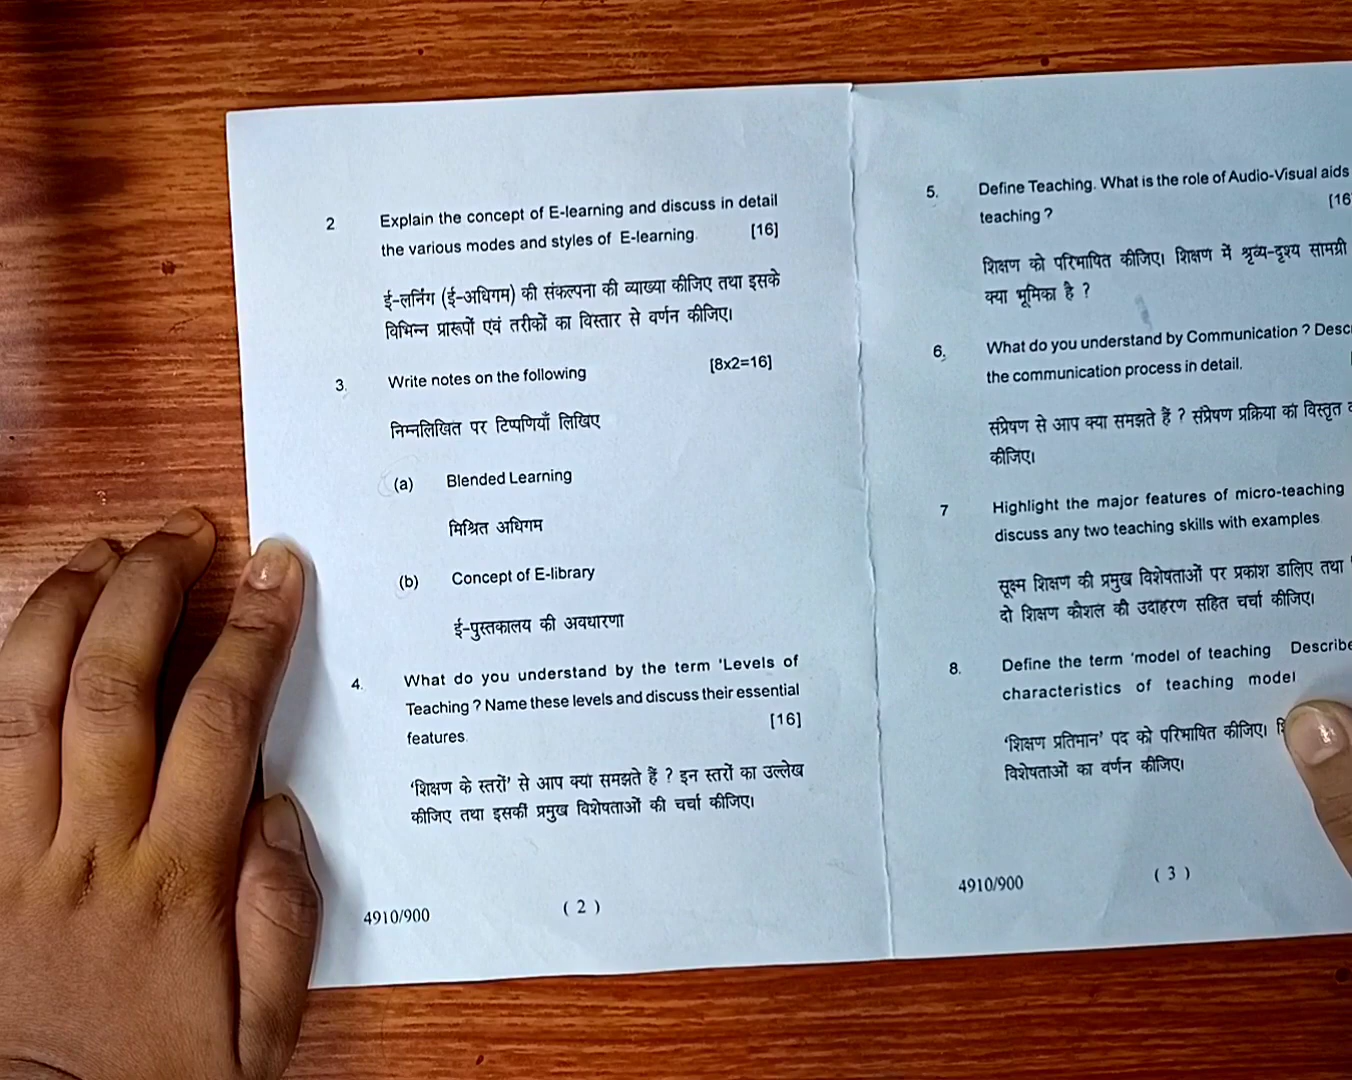 2 Explain the concept of E-learning and discuss in detail
the various modes and styles of E-learning. [16]
ई-लर्निंग (ई-अधिगम) की संकल्पना की व्याख्या कीजिए तथा इसके
विभिन्न प्रारूपों एवं तरीकों का विस्तार से वर्णन कीजिए।
3. Write notes on the following [8x2=16]
निम्नलिखित पर टिप्पणियाँ लिखिए
(a) Blended Learning
मिश्रित अधिगम
(b) Concept of E-library
ई-पुस्तकालय की अवधारणा
4. What do you understand by the term 'Levels of
Teaching ? Name these levels and discuss their essential
features. [16]
‘शिक्षण के स्तरों’ से आप क्या समझते हैं ? इन स्तरों का उल्लेख
कीजिए तथा इसकी प्रमुख विशेषताओं की चर्चा कीजिए।
4910/900 ( 2 )
5. Define Teaching. What is the role of Audio-Visual aids
teaching ? [16
शिक्षण को परिभाषित कीजिए। शिक्षण में श्रृव्य-दृश्य सामग्री
क्या भूमिका है ?
6. What do you understand by Communication ? Desc
the communication process in detail.
संप्रेषण से आप क्या समझते हैं ? संप्रेषण प्रक्रिया का विस्तृत
कीजिए।
7 Highlight the major features of micro-teaching
discuss any two teaching skills with examples
सूक्ष्म शिक्षण की प्रमुख विशेषताओं पर प्रकाश डालिए तथा
दो शिक्षण कौशल की उदाहरण सहित चर्चा कीजिए।
8. Define the term 'model of teaching Describe
characteristics of teaching model
‘शिक्षण प्रतिमान’ पद को परिभाषित कीजिए।
विशेषताओं का वर्णन कीजिए।
4910/900 ( 3 )